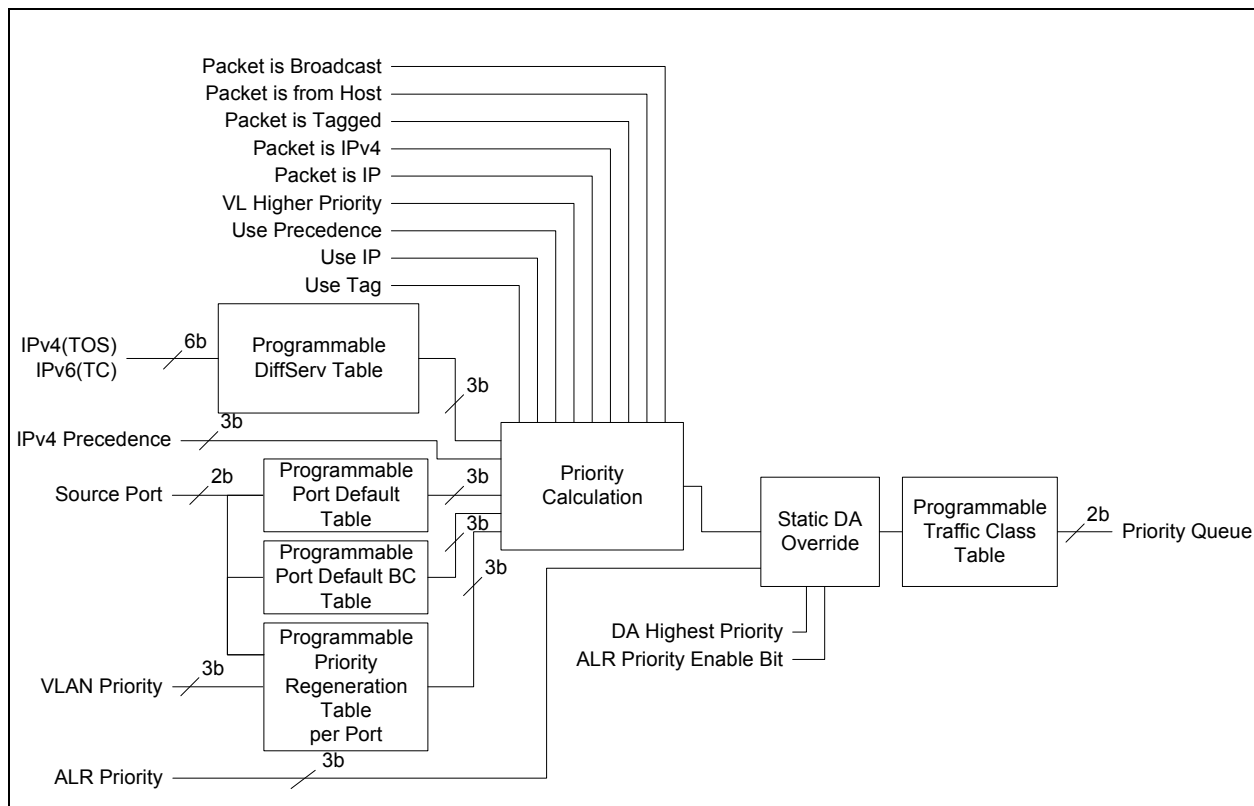 Packet is Broadcast
Packet is from Host
Packet is Tagged
Packet is IPv4
Packet is IP
VL Higher Priority
Use Precedence
Use IP
Use Tag
IPv4(TOS)
IPv6(TC)
6b
Programmable
DiffServ Table
3b
IPv4 Precedence
3b
Source Port
2b
Programmable
Port Default
Table
3b
Programmable
Port Default BC
Table
3b
Programmable
Priority
Regeneration
Table
per Port
3b
VLAN Priority
3b
ALR Priority
3b
Priority
Calculation
Static DA
Override
DA Highest Priority
ALR Priority Enable Bit
Programmable
Traffic Class
Table
2b
Priority Queue